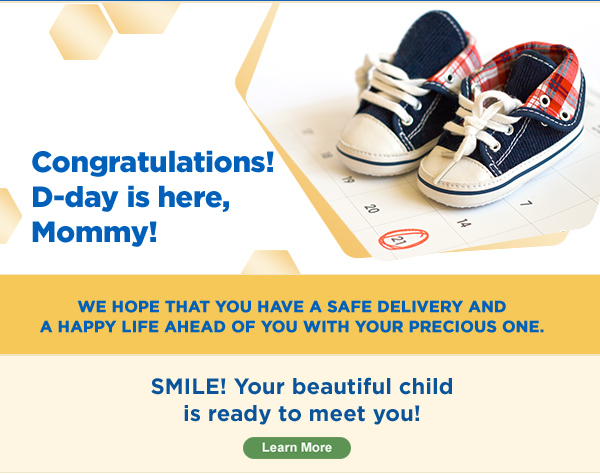 Congratulations!
D-day is here,
Mommy!
17
18
19
20
21
14
7
WE HOPE THAT YOU HAVE A SAFE DELIVERY AND
A HAPPY LIFE AHEAD OF YOU WITH YOUR PRECIOUS ONE.
SMILE! Your beautiful child
is ready to meet you!
Learn More